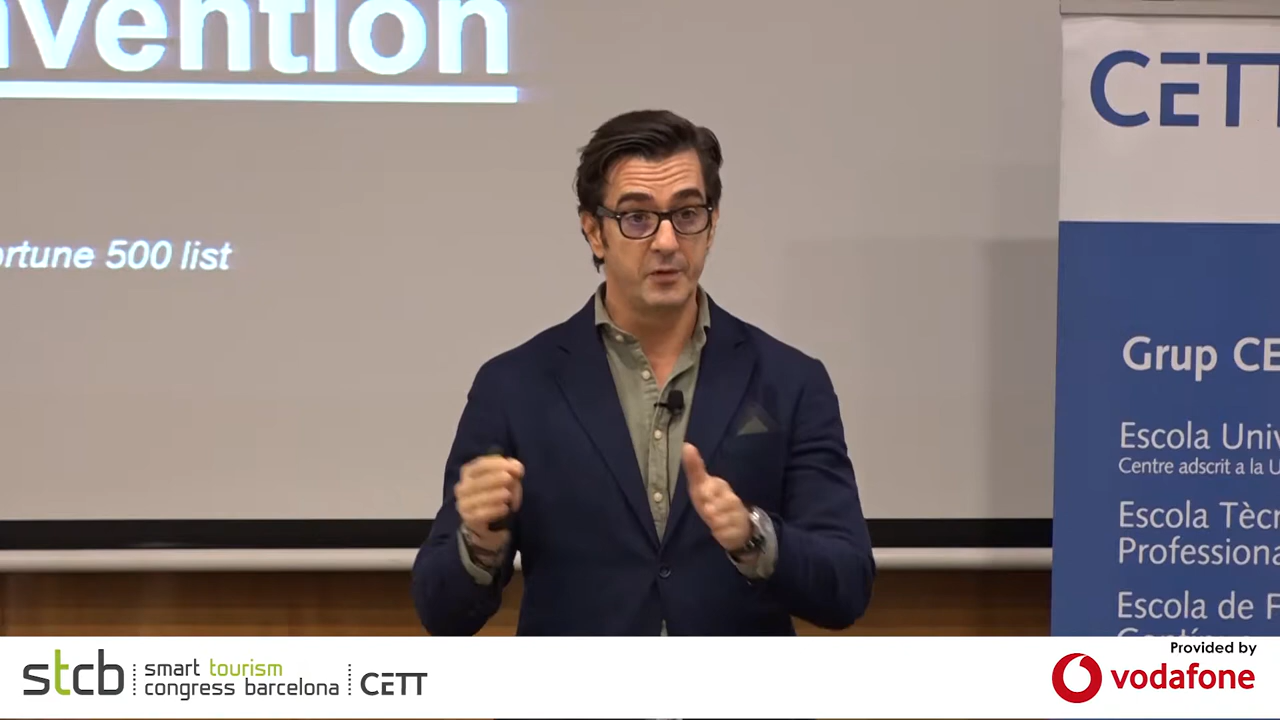 nvention
ortune 500 list
CETT
Grup CE
Escola Univ
Centre adscrit a la U
Escola Tècn
Professiona
Escola de F
stcb
smart tourism
congress barcelona
CETT
Provided by
vodafone